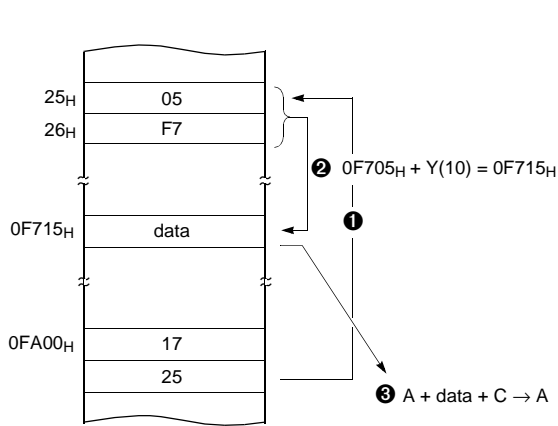 25H 05
26H F7
❷ 0F705H + Y(10) = 0F715H
0F715H data
❶
0FA00H 17
25
❸ A + data + C → A